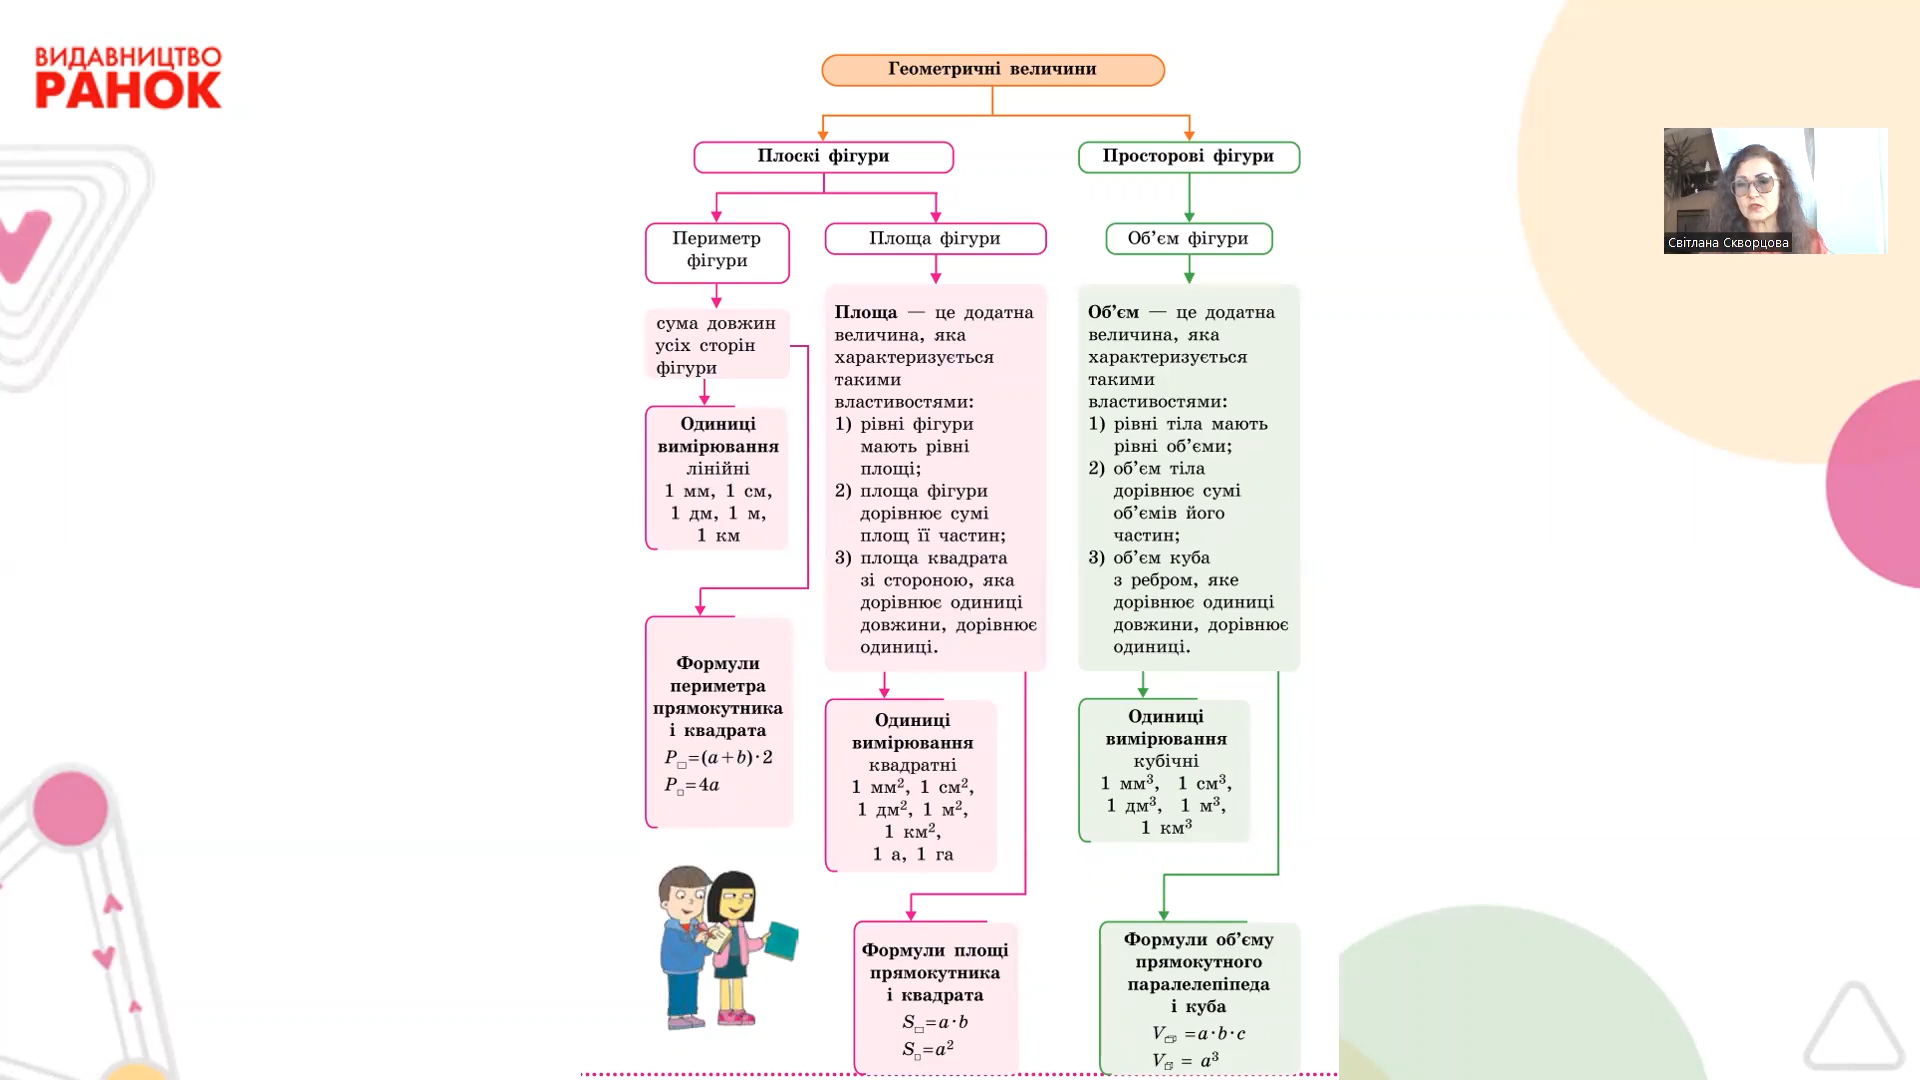 ВИДАВНИЦТВО
РАНОК
Геометричні величини
Плоскі фігури
Просторові фігури
Периметр
фігури
Площа фігури
Об’єм фігури
Світлана Скворцова
сума довжин
усіх сторін
фігури
Одиниці
вимірювання
лінійні
1 мм, 1 см,
1 дм, 1 м,
1 км
Формули
периметра
прямокутника
і квадрата
P▭=(a+b)·2
P□=4a
Площа — це додатна
величина, яка
характеризується
такими
властивостями:
1) рівні фігури
мають рівні
площі;
2) площа фігури
дорівнює сумі
площ її частин;
3) площа квадрата
зі стороною, яка
дорівнює одиниці
довжини, дорівнює
одиниці.
Одиниці
вимірювання
квадратні
1 мм², 1 см²,
1 дм², 1 м²,
1 км²,
1 а, 1 га
Формули площі
прямокутника
і квадрата
S▭=a·b
S□=a²
Об’єм — це додатна
величина, яка
характеризується
такими
властивостями:
1) рівні тіла мають
рівні об’єми;
2) об’єм тіла
дорівнює сумі
об’ємів його
частин;
3) об’єм куба
з ребром, яке
дорівнює одиниці
довжини, дорівнює
одиниці.
Одиниці
вимірювання
кубічні
1 мм³, 1 см³,
1 дм³, 1 м³,
1 км³
Формули об’єму
прямокутного
паралелепіпеда
і куба
V =a·b·c
V = a³